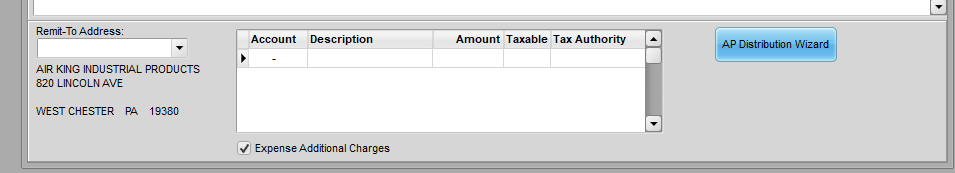 Remit-To Address:
AIR KING INDUSTRIAL PRODUCTS
820 LINCOLN AVE
WEST CHESTER PA 19380
Account Description Amount Taxable Tax Authority
-
Expense Additional Charges
AP Distribution Wizard